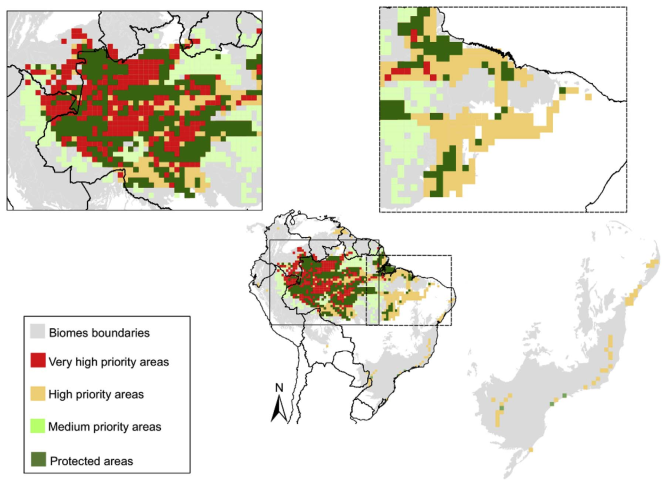 N
Biomes boundaries
Very high priority areas
High priority areas
Medium priority areas
Protected areas